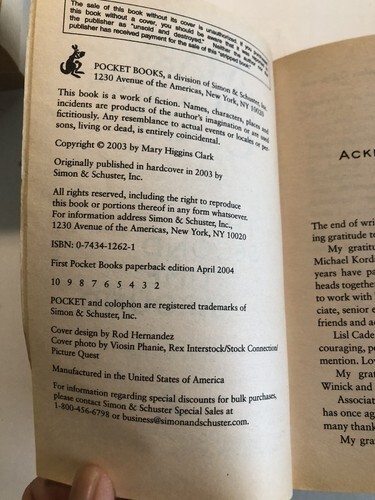 The sale of this book without its cover is unauthorized. If you purchased
this book without a cover, you should be aware that it was reported to
the publisher as "unsold and destroyed." Neither the author nor the
publisher has received payment for the sale of this "stripped book."
POCKET BOOKS, a division of Simon & Schuster, Inc.
1230 Avenue of the Americas, New York, NY 10020
This book is a work of fiction. Names, characters, places and
incidents are products of the author's imagination or are used
fictitiously. Any resemblance to actual events or locales or per-
sons, living or dead, is entirely coincidental.
Copyright © 2003 by Mary Higgins Clark
Originally published in hardcover in 2003 by
Simon & Schuster, Inc.
All rights reserved, including the right to reproduce
this book or portions thereof in any form whatsoever.
For information address Simon & Schuster, Inc.,
1230 Avenue of the Americas, New York, NY 10020
ISBN: 0-7434-1262-1
First Pocket Books paperback edition April 2004
10 9 8 7 6 5 4 3 2
POCKET and colophon are registered trademarks of
Simon & Schuster, Inc.
Cover design by Rod Hernandez
Cover photo by Viosin Phanie, Rex Interstock/Stock Connection/
Picture Quest
Manufactured in the United States of America
For information regarding special discounts for bulk purchases,
please contact Simon & Schuster Special Sales at
1-800-456-6798 or business@simonandschuster.com.
ACK
The end of wri
ing gratitude to
My gratitu
Michael Korda
years have pa
heads together
to work with
ciate, senior e
friends and ad
Lisl Cade
couraging, pe
mention. Lov
My grat
Winick and
Associat
has once aga
many thank
My gra